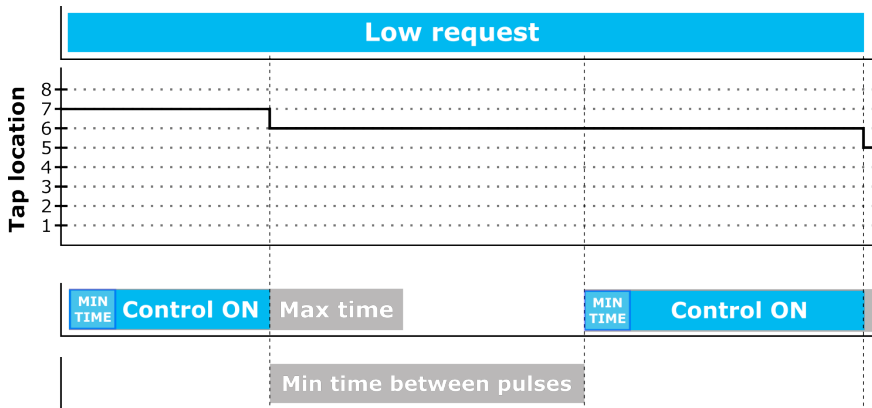 Low request
Tap location
8
7
6
5
4
3
2
1
MIN
TIME
Control ON
Max time
MIN
TIME
Control ON
Min time between pulses